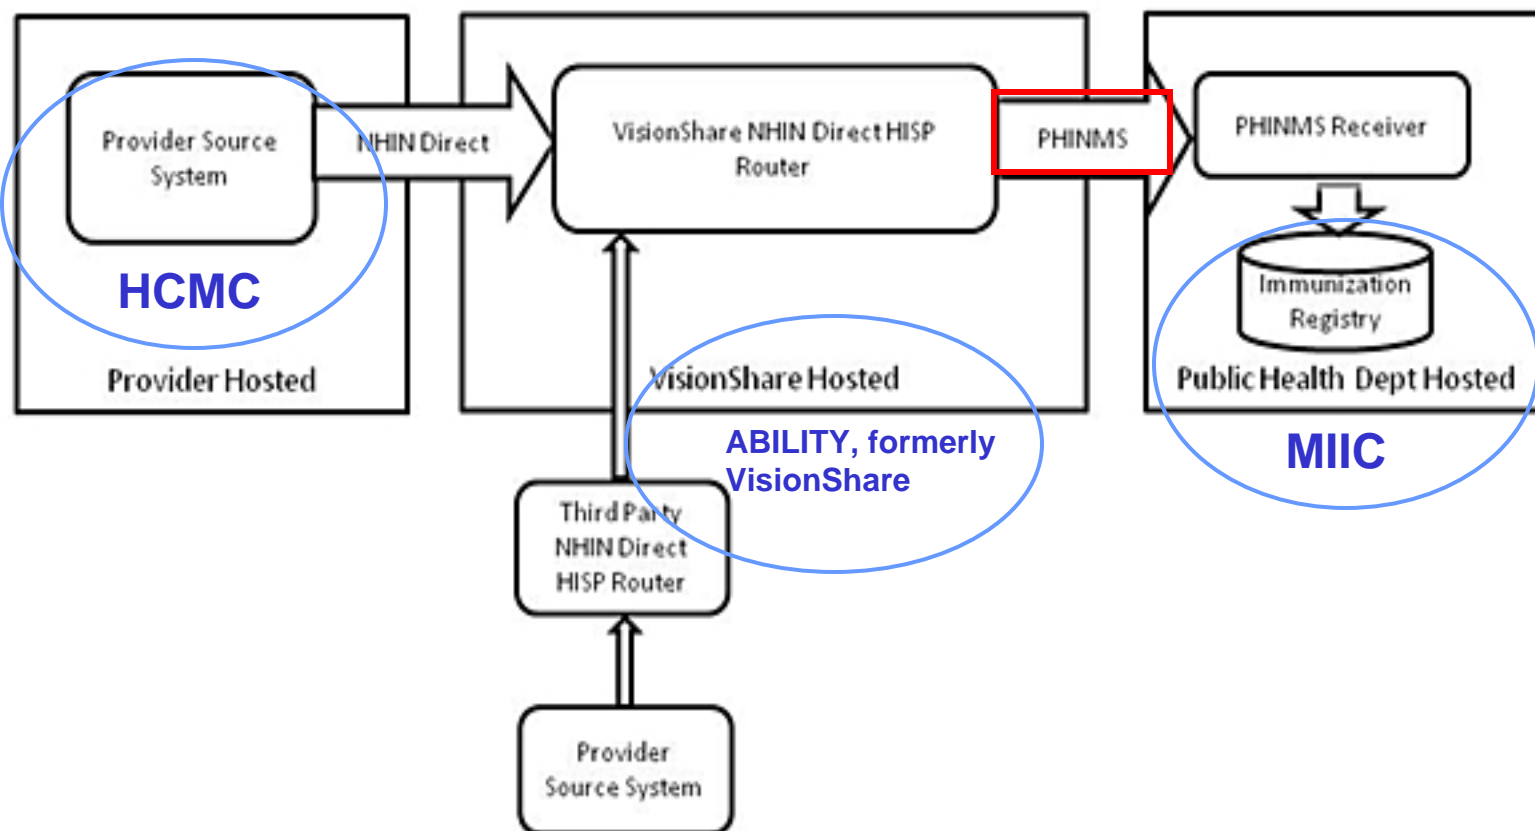 Provider Source
System
NHIN Direct
VisionShare NHIN Direct HISP
Router
PHINMS
PHINMS Receiver
HCMC
Immunization
Registry
Provider Hosted
VisionShare Hosted
Public Health Dept Hosted
ABILITY, formerly
VisionShare
MIIC
Third Party
NHIN Direct
HISP Router
Provider
Source System